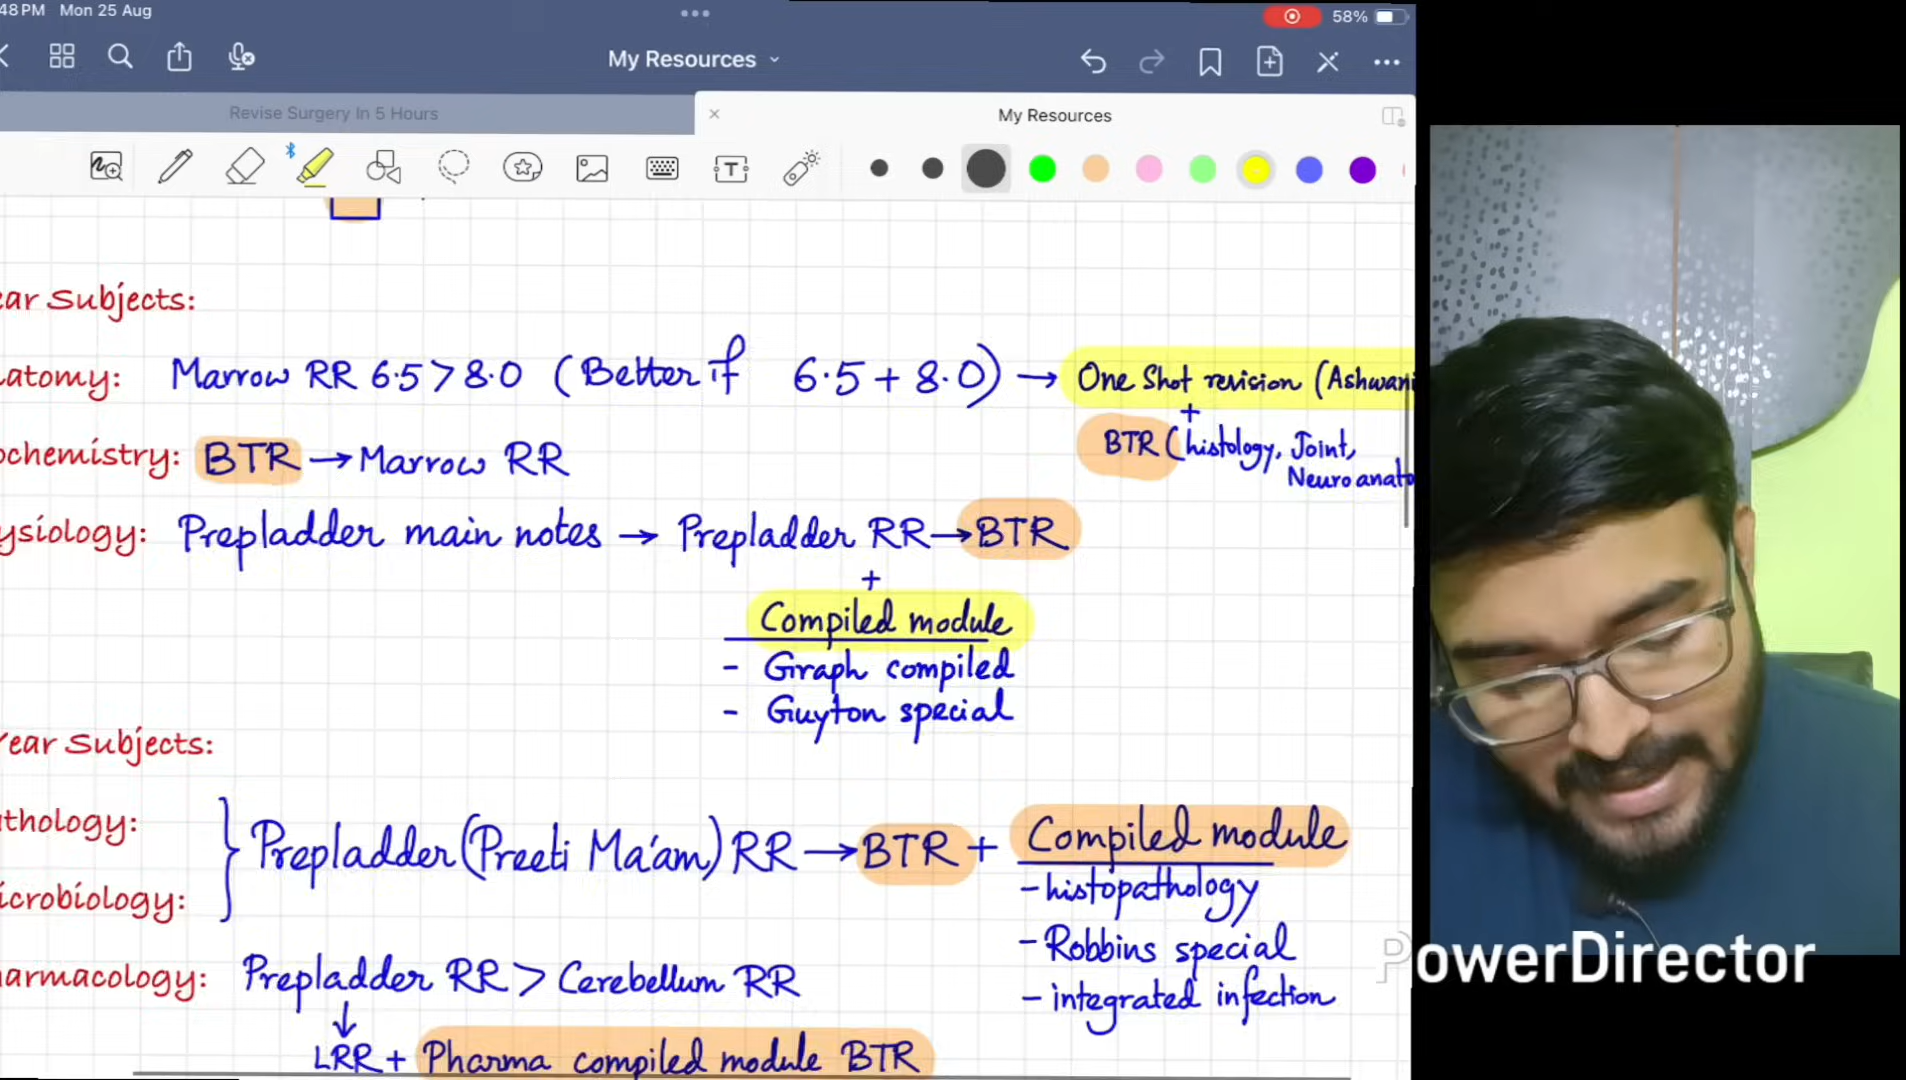 48 PM Mon 25 Aug
58%
My Resources
Revise Surgery In 5 Hours
My Resources
ear Subjects:
atomy: Marrow RR 6.5 > 8.0 (Better if 6.5 + 8.0) → One Shot revision (Ashwani
+
BTR (histology, Joint,
Neuroanato
ochemistry: BTR → Marrow RR
ysiology: Prepladder main notes → Prepladder RR → BTR
+
Compiled module
- Graph compiled
- Guyton special
Year Subjects:
thology:
icrobiology:
Prepladder (Preeti Ma'am) RR → BTR + Compiled module
- histopathology
- Robbins special
- integrated infection
armacology: Prepladder RR > Cerebellum RR
↓
LRR + Pharma compiled module BTR
PowerDirector